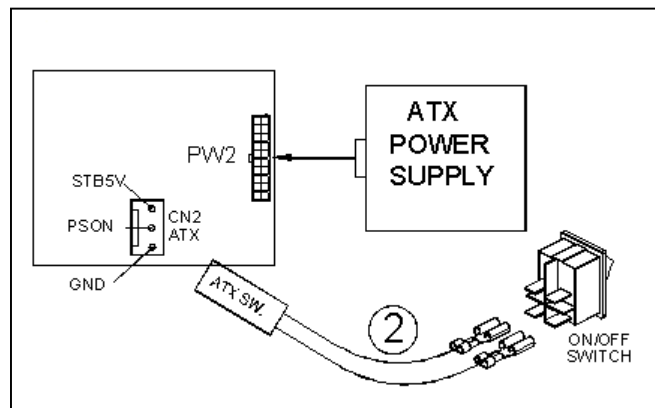 ATX
POWER
SUPPLY
PW2
STB5V
PSON
CN2
ATX
GND
ATX SW.
2
ON/OFF
SWITCH